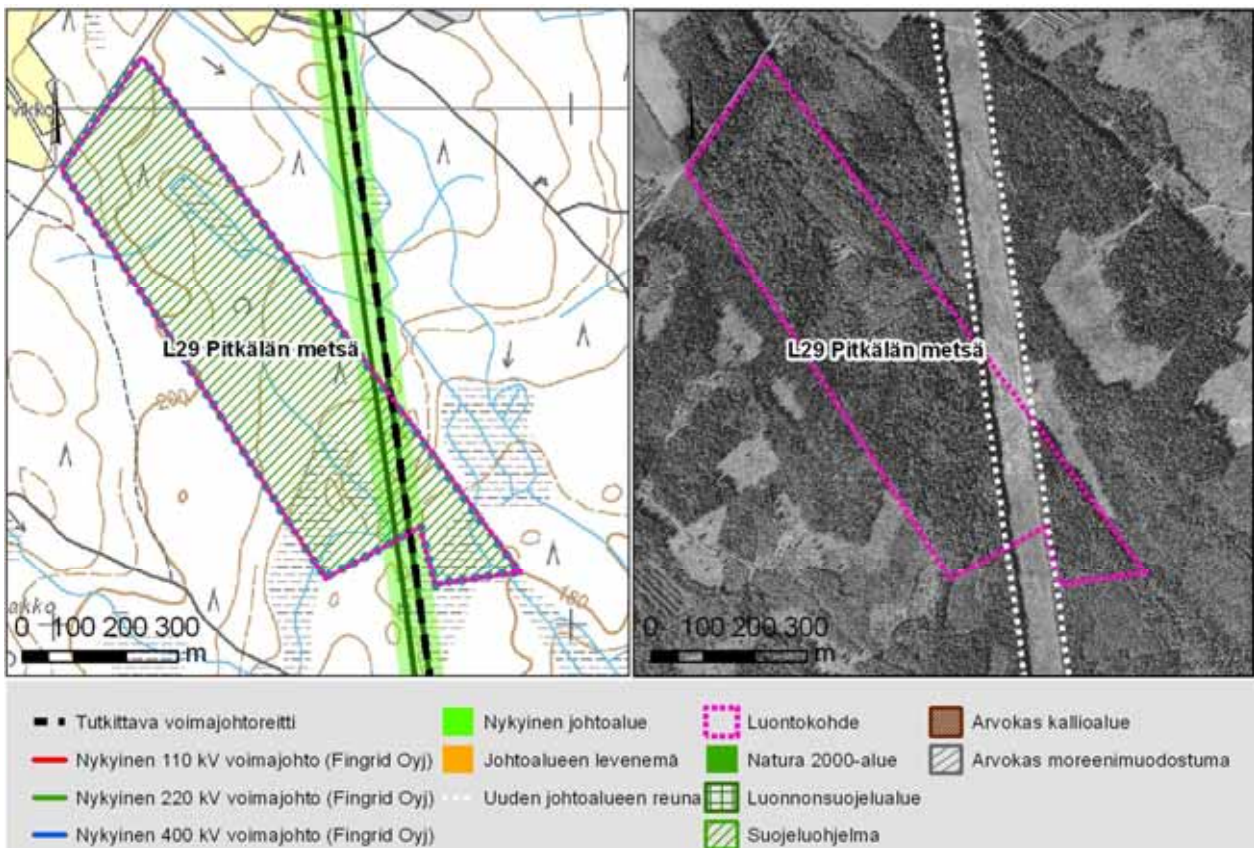 Vikko
L29 Pitkälän metsä
200
akko
180
0 100 200 300
m
L29 Pitkälän metsä
0 100 200 300
m
Tutkittava voimajohtoreitti
Nykyinen 110 kV voimajohto (Fingrid Oyj)
Nykyinen 220 kV voimajohto (Fingrid Oyj)
Nykyinen 400 kV voimajohto (Fingrid Oyj)
Nykyinen johtoalue
Johtoalueen levenemä
Uuden johtoalueen reuna
Luontokohde
Natura 2000-alue
Luonnonsuojelualue
Suojeluohjelma
Arvokas kallioalue
Arvokas moreenimuodostuma